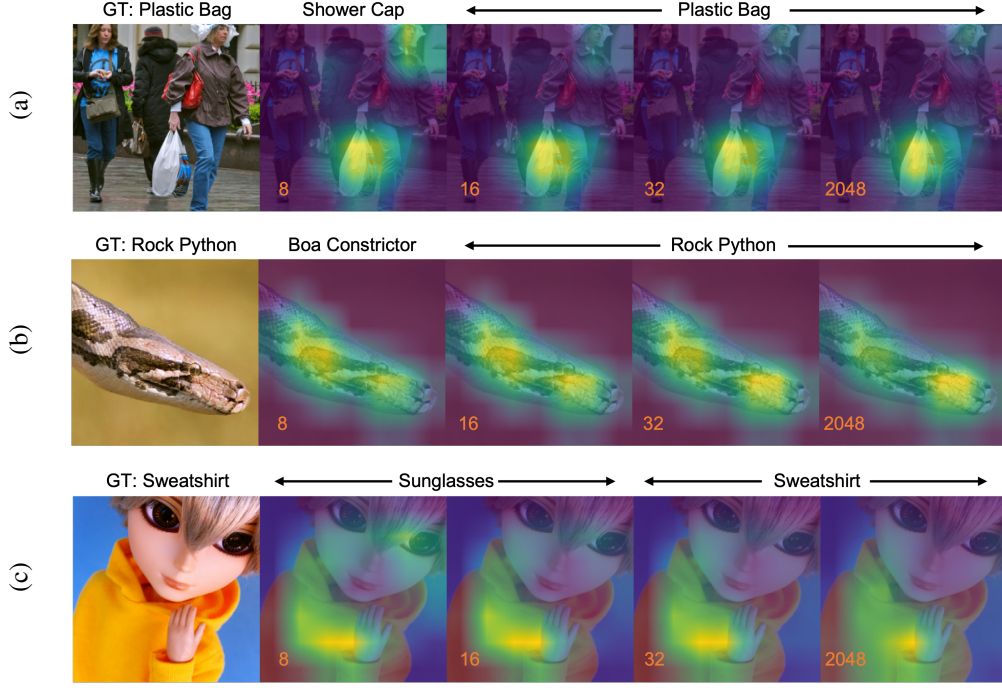 GT: Plastic Bag Shower Cap Plastic Bag
(a)
8 16 32 2048
GT: Rock Python Boa Constrictor Rock Python
(b)
8 16 32 2048
GT: Sweatshirt Sunglasses Sweatshirt
(c)
8 16 32 2048